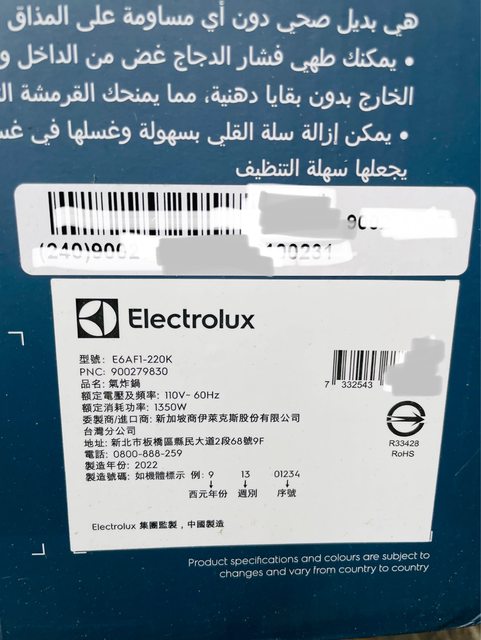 هي بديل صحي دون أي مساومة على المذاق
• يمكنك طهي فشار الدجاج غض من الداخل و
الخارج بدون بقايا دهنية، مما يمنحك القرمشة
• يمكن إزالة سلة القلي بسهولة وغسلها في
يجعلها سهلة التنظيف
Electrolux
型號: E6AF1-220K
PNC: 900279830
品名: 氣炸鍋
額定電壓及頻率: 110V~ 60Hz
額定消耗功率: 1350W
委製商/進口商: 新加坡商伊萊克斯股份有限公司
台灣分公司
地址: 新北市板橋區縣民大道2段68號9F
電話: 0800-888-259
製造年份: 2022
製造號碼: 如機體標示 例: 9 13 01234
西元年份 週別 序號
7 332543
R33428
RoHS
Electrolux 集團監製，中國製造
Product specifications and colours are subject to
changes and vary from country to country